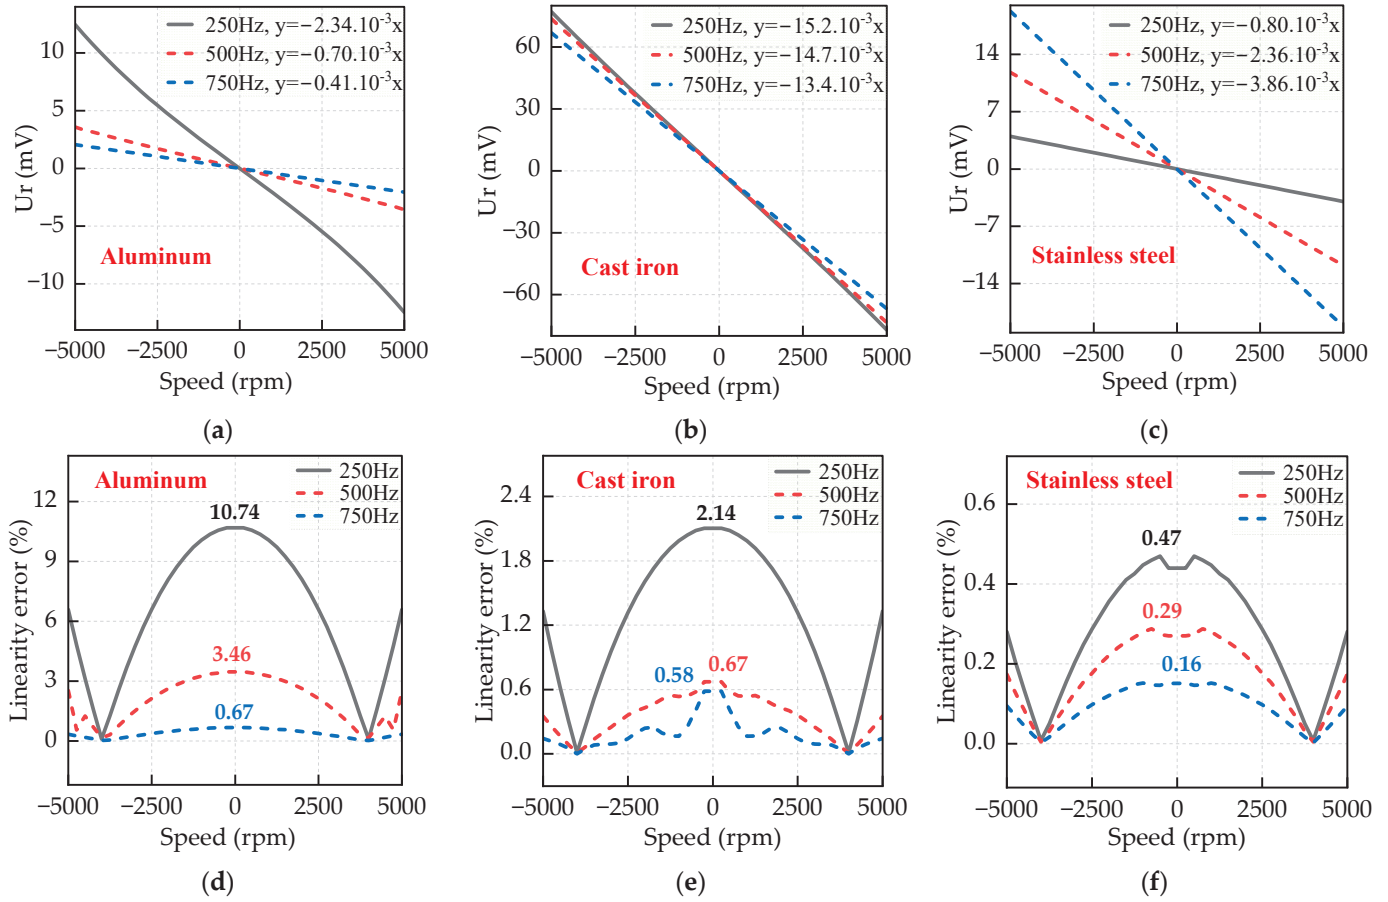 250Hz, y=−2.34.10⁻³x
500Hz, y=−0.70.10⁻³x
750Hz, y=−0.41.10⁻³x
10
5
0
−5
−10
Ur (mV)
Aluminum
−5000 −2500 0 2500 5000
Speed (rpm)
(a)
250Hz, y=−15.2.10⁻³x
500Hz, y=−14.7.10⁻³x
750Hz, y=−13.4.10⁻³x
60
30
0
−30
−60
Ur (mV)
Cast iron
−5000 −2500 0 2500 5000
Speed (rpm)
(b)
250Hz, y=−0.80.10⁻³x
500Hz, y=−2.36.10⁻³x
750Hz, y=−3.86.10⁻³x
14
7
0
−7
−14
Ur (mV)
Stainless steel
−5000 −2500 0 2500 5000
Speed (rpm)
(c)
Aluminum
250Hz
500Hz
750Hz
12
9
6
3
0
Linearity error (%)
10.74
3.46
0.67
−5000 −2500 0 2500 5000
Speed (rpm)
(d)
Cast iron
250Hz
500Hz
750Hz
2.4
1.8
1.2
0.6
0.0
Linearity error (%)
2.14
0.58
0.67
−5000 −2500 0 2500 5000
Speed (rpm)
(e)
Stainless steel
250Hz
500Hz
750Hz
0.6
0.4
0.2
0.0
Linearity error (%)
0.47
0.29
0.16
−5000 −2500 0 2500 5000
Speed (rpm)
(f)